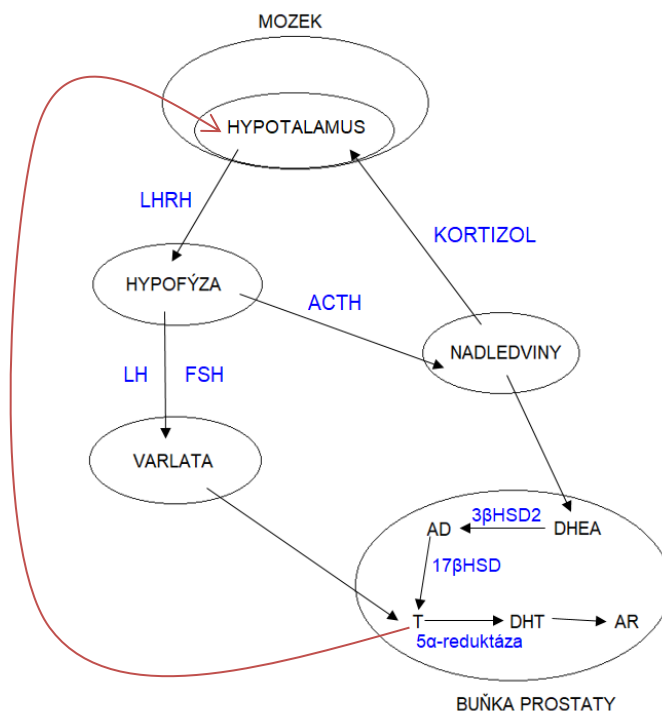 MOZEK
HYPOTALAMUS
LHRH
KORTIZOL
HYPOFÝZA
ACTH
NADLEDVINY
LH FSH
VARLATA
AD 3βHSD2 DHEA
17βHSD
T DHT AR
5α-reduktáza
BUŇKA PROSTATY